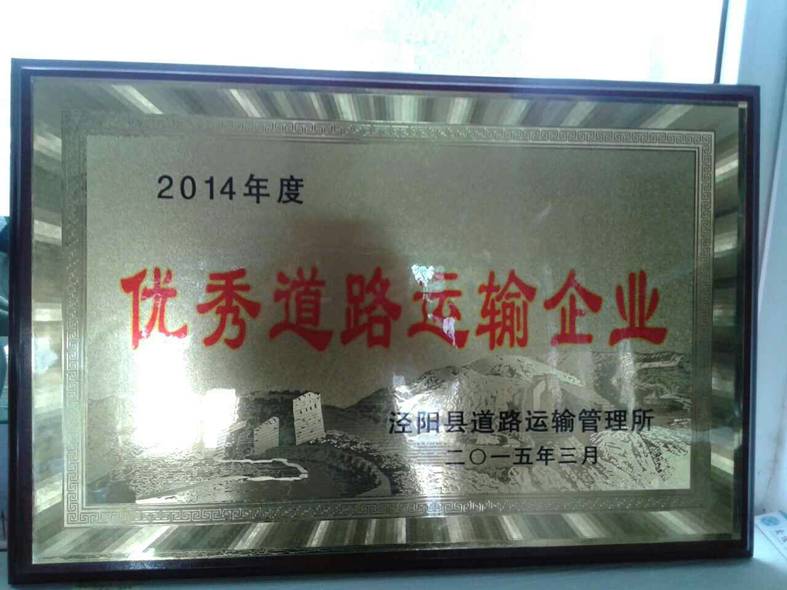 2014年度
优秀道路运输企业
泾阳县道路运输管理所
二〇一五年三月